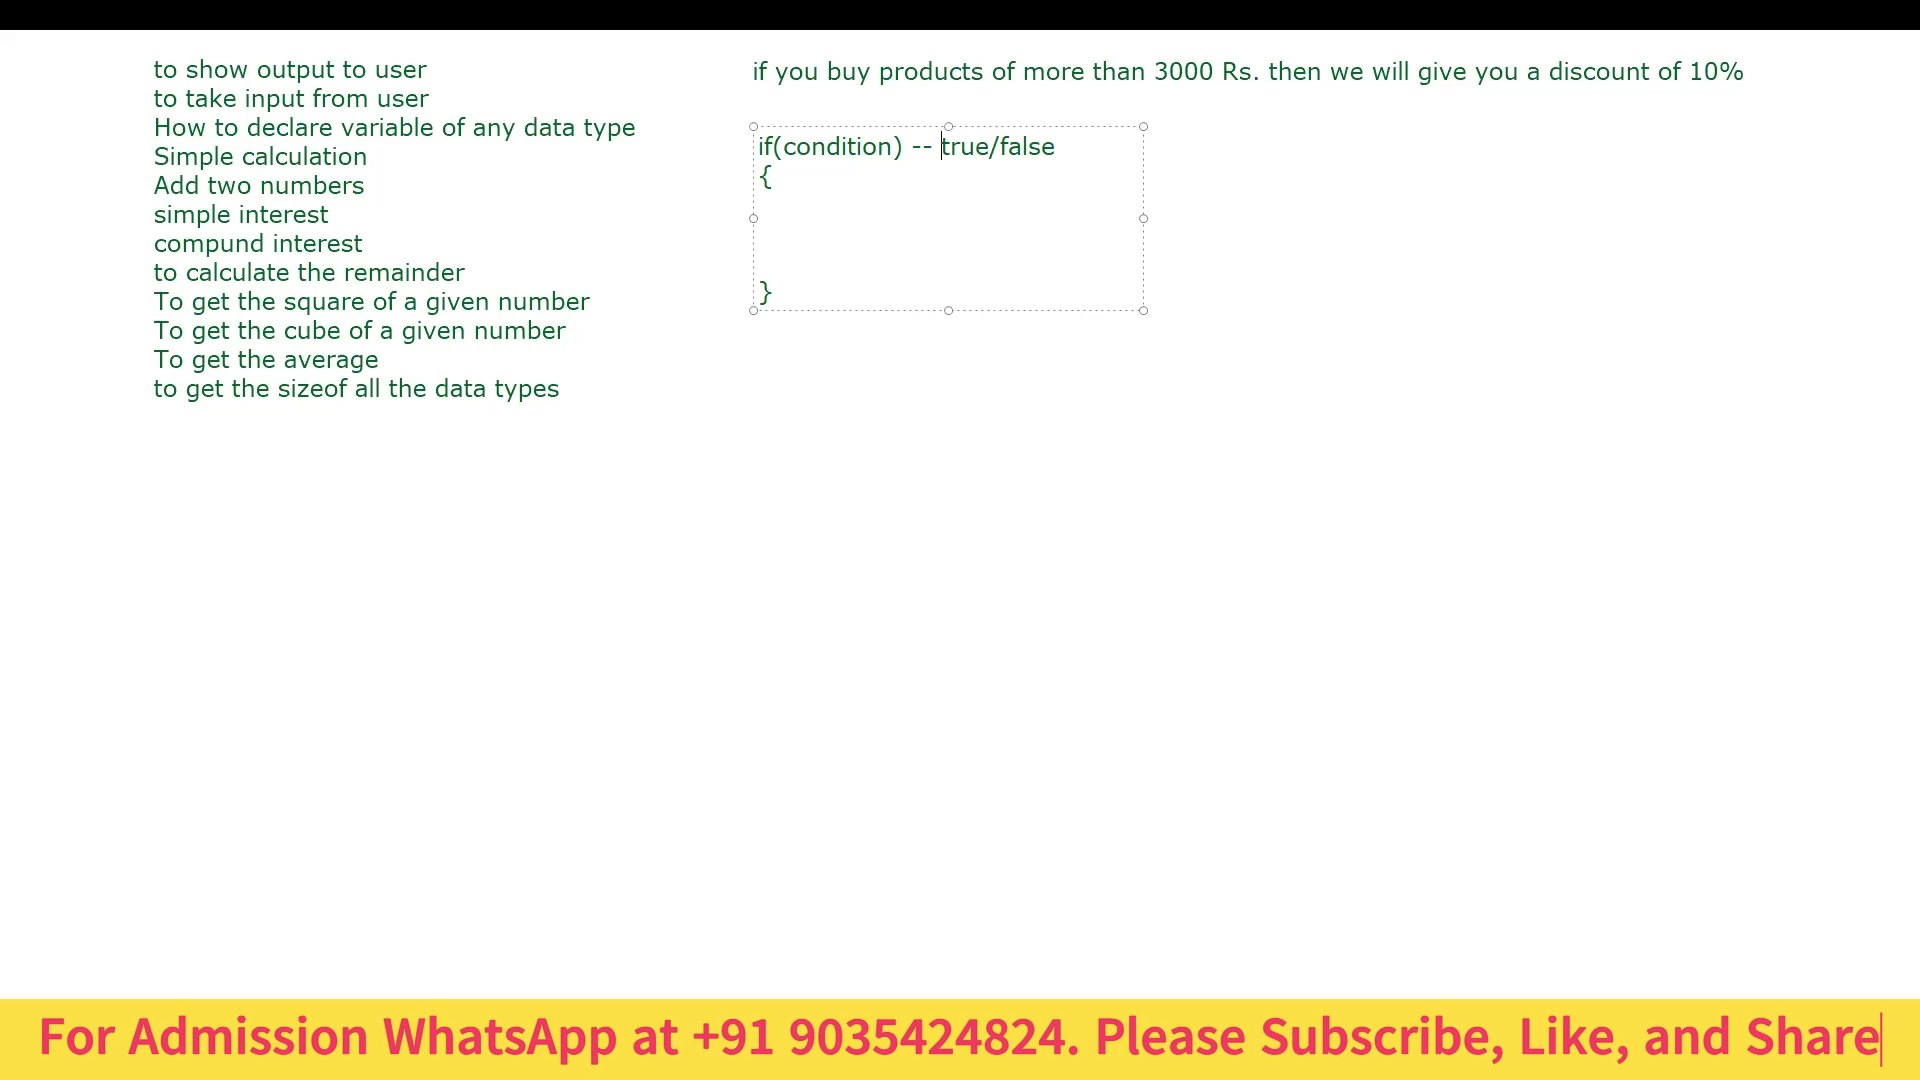 to show output to user
to take input from user
How to declare variable of any data type
Simple calculation
Add two numbers
simple interest
compund interest
to calculate the remainder
To get the square of a given number
To get the cube of a given number
To get the average
to get the sizeof all the data types
if you buy products of more than 3000 Rs. then we will give you a discount of 10%
if(condition) -- true/false
{
}
For Admission WhatsApp at +91 9035424824. Please Subscribe, Like, and Share